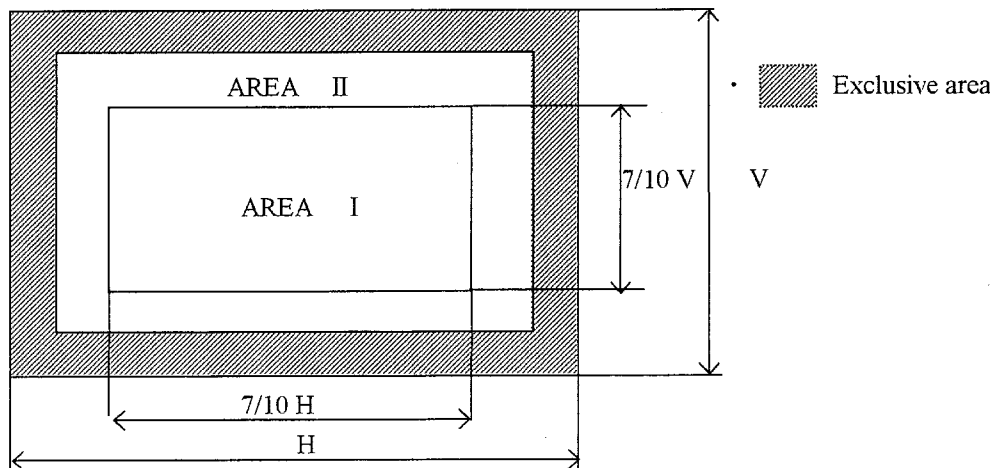 AREA Ⅱ
· Exclusive area
7/10 V
V
AREA Ⅰ
7/10 H
H